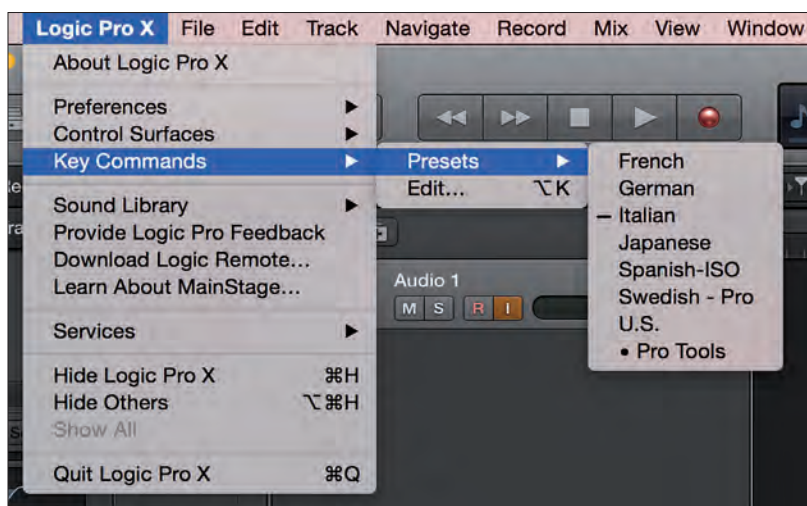 Logic Pro X File Edit Track Navigate Record Mix View Window
About Logic Pro X
Preferences
Control Surfaces
Key Commands
Sound Library
Provide Logic Pro Feedback
Download Logic Remote...
Learn About MainStage...
Services
Hide Logic Pro X ⌘H
Hide Others ⌥⌘H
Show All
Quit Logic Pro X ⌘Q
Presets
Edit... ⌥K
French
German
– Italian
Japanese
Spanish-ISO
Swedish - Pro
U.S.
• Pro Tools
Audio 1
M S R I